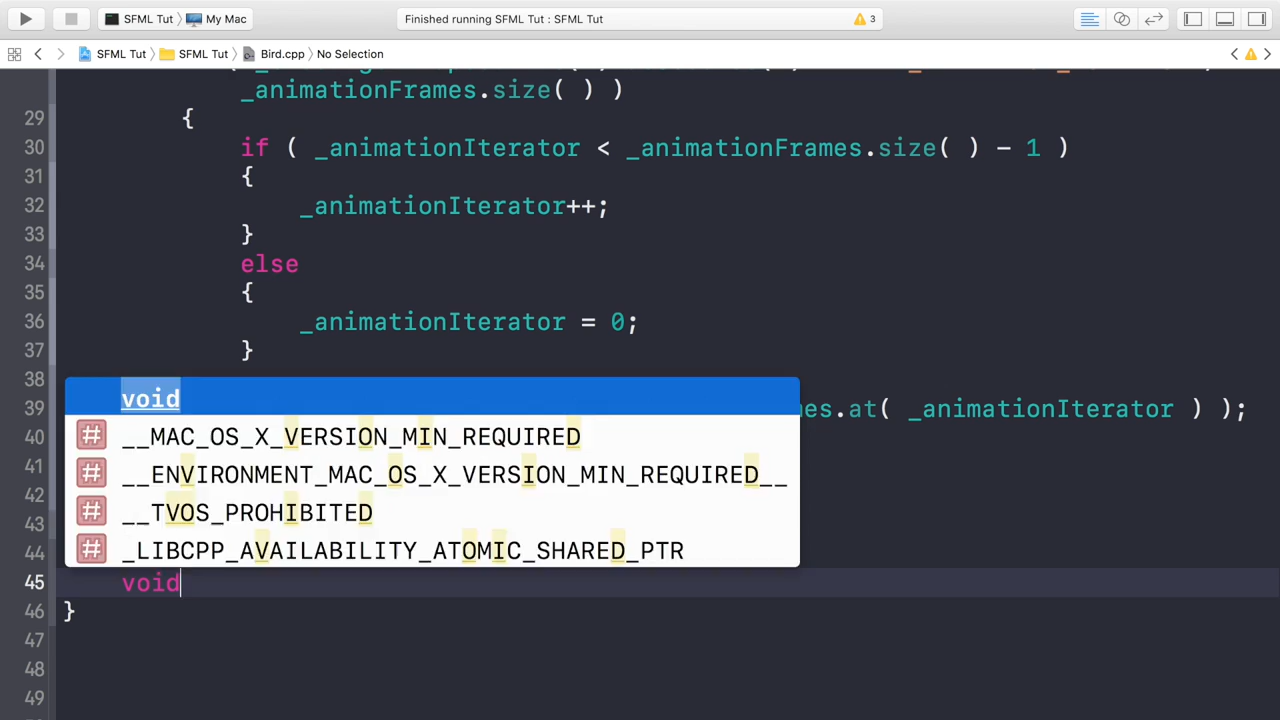 SFML Tut My Mac Finished running SFML Tut : SFML Tut 3
SFML Tut SFML Tut Bird.cpp No Selection
_animationFrames.size( ) )
29 {
30 if ( _animationIterator < _animationFrames.size( ) - 1 )
31 {
32 _animationIterator++;
33 }
34 else
35 {
36 _animationIterator = 0;
37 }
38 void
39 .at( _animationIterator ) );
__MAC_OS_X_VERSION_MIN_REQUIRED
40
41 __ENVIRONMENT_MAC_OS_X_VERSION_MIN_REQUIRED__
42 __TVOS_PROHIBITED
43
44 _LIBCPP_AVAILABILITY_ATOMIC_SHARED_PTR
45 void
46 }
47
48
49